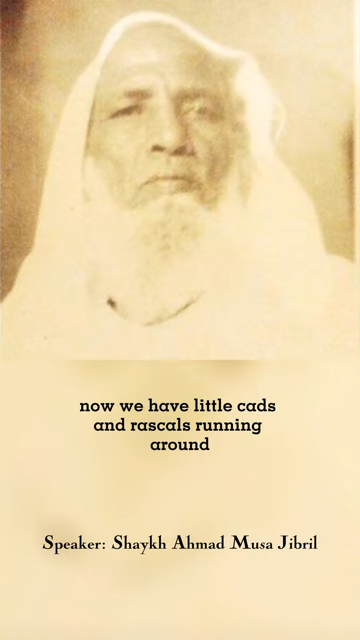 now we have little cads
and rascals running
around
Speaker: Shaykh Ahmad Musa Jibril